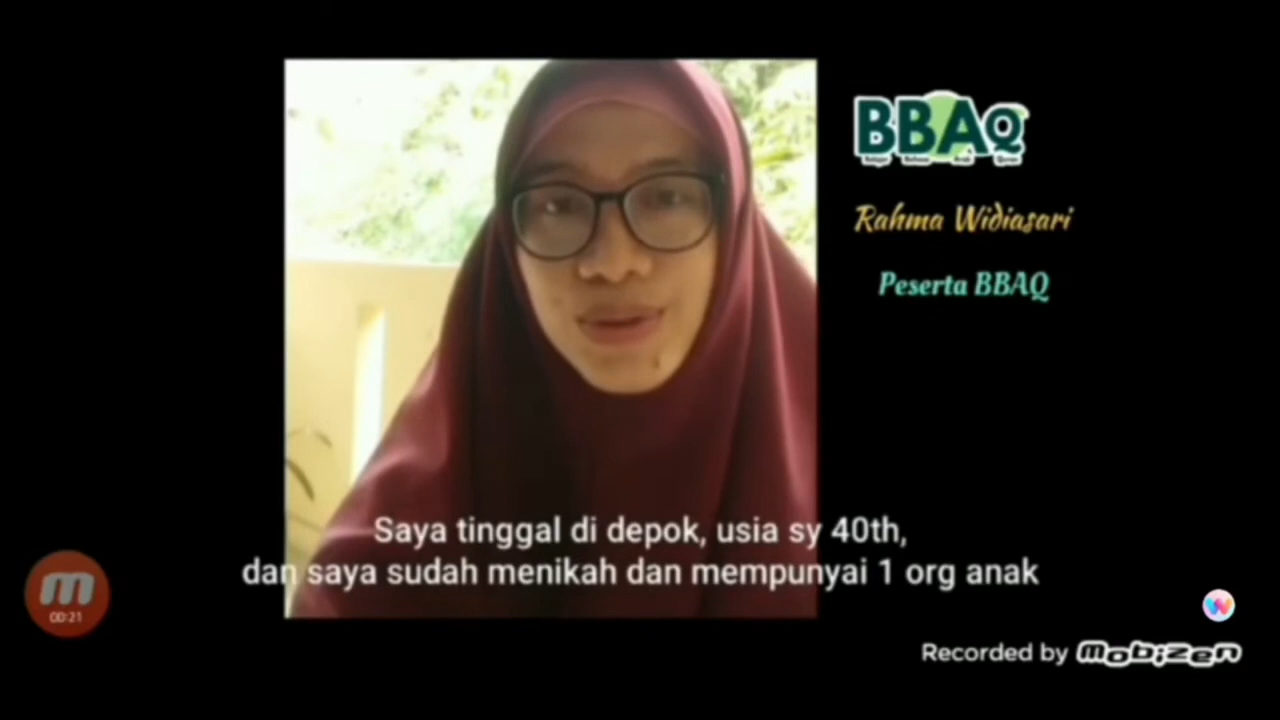 BBAQ
Rahma Widiasari
Peserta BBAQ
Saya tinggal di depok, usia sy 40th,
dan saya sudah menikah dan mempunyai 1 org anak
00:21
Recorded by mobizen